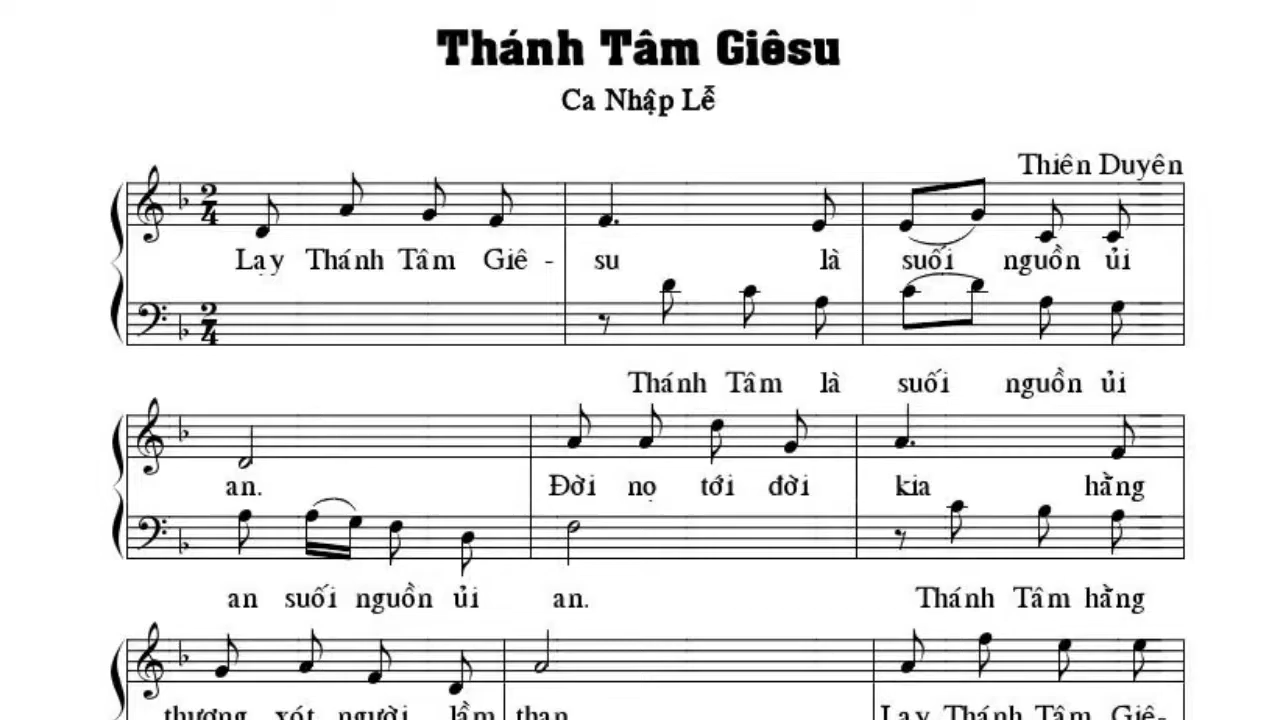 Thánh Tâm Giêsu
Ca Nhập Lễ
Thiên Duyên
2 4
Lạy Thánh Tâm Giê - su là suối nguồn ủi
2 4
Thánh Tâm là suối nguồn ủi
an. Đời nọ tới đời kia hằng
an suối nguồn ủi an. Thánh Tâm hằng
thương xót người lầm than Lạy Thánh Tâm Giê-